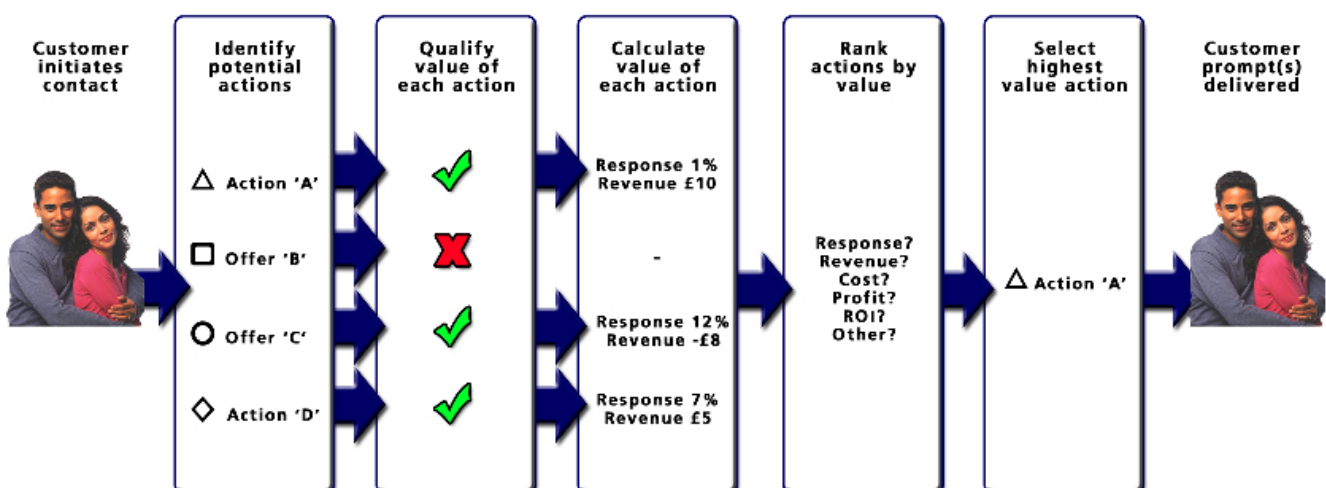 Customer
initiates
contact
Identify
potential
actions
Action 'A'
Offer 'B'
Offer 'C'
Action 'D'
Qualify
value of
each action
Calculate
value of
each action
Response 1%
Revenue £10
-
Response 12%
Revenue -£8
Response 7%
Revenue £5
Rank
actions by
value
Response?
Revenue?
Cost?
Profit?
ROI?
Other?
Select
highest
value action
Action 'A'
Customer
prompt(s)
delivered